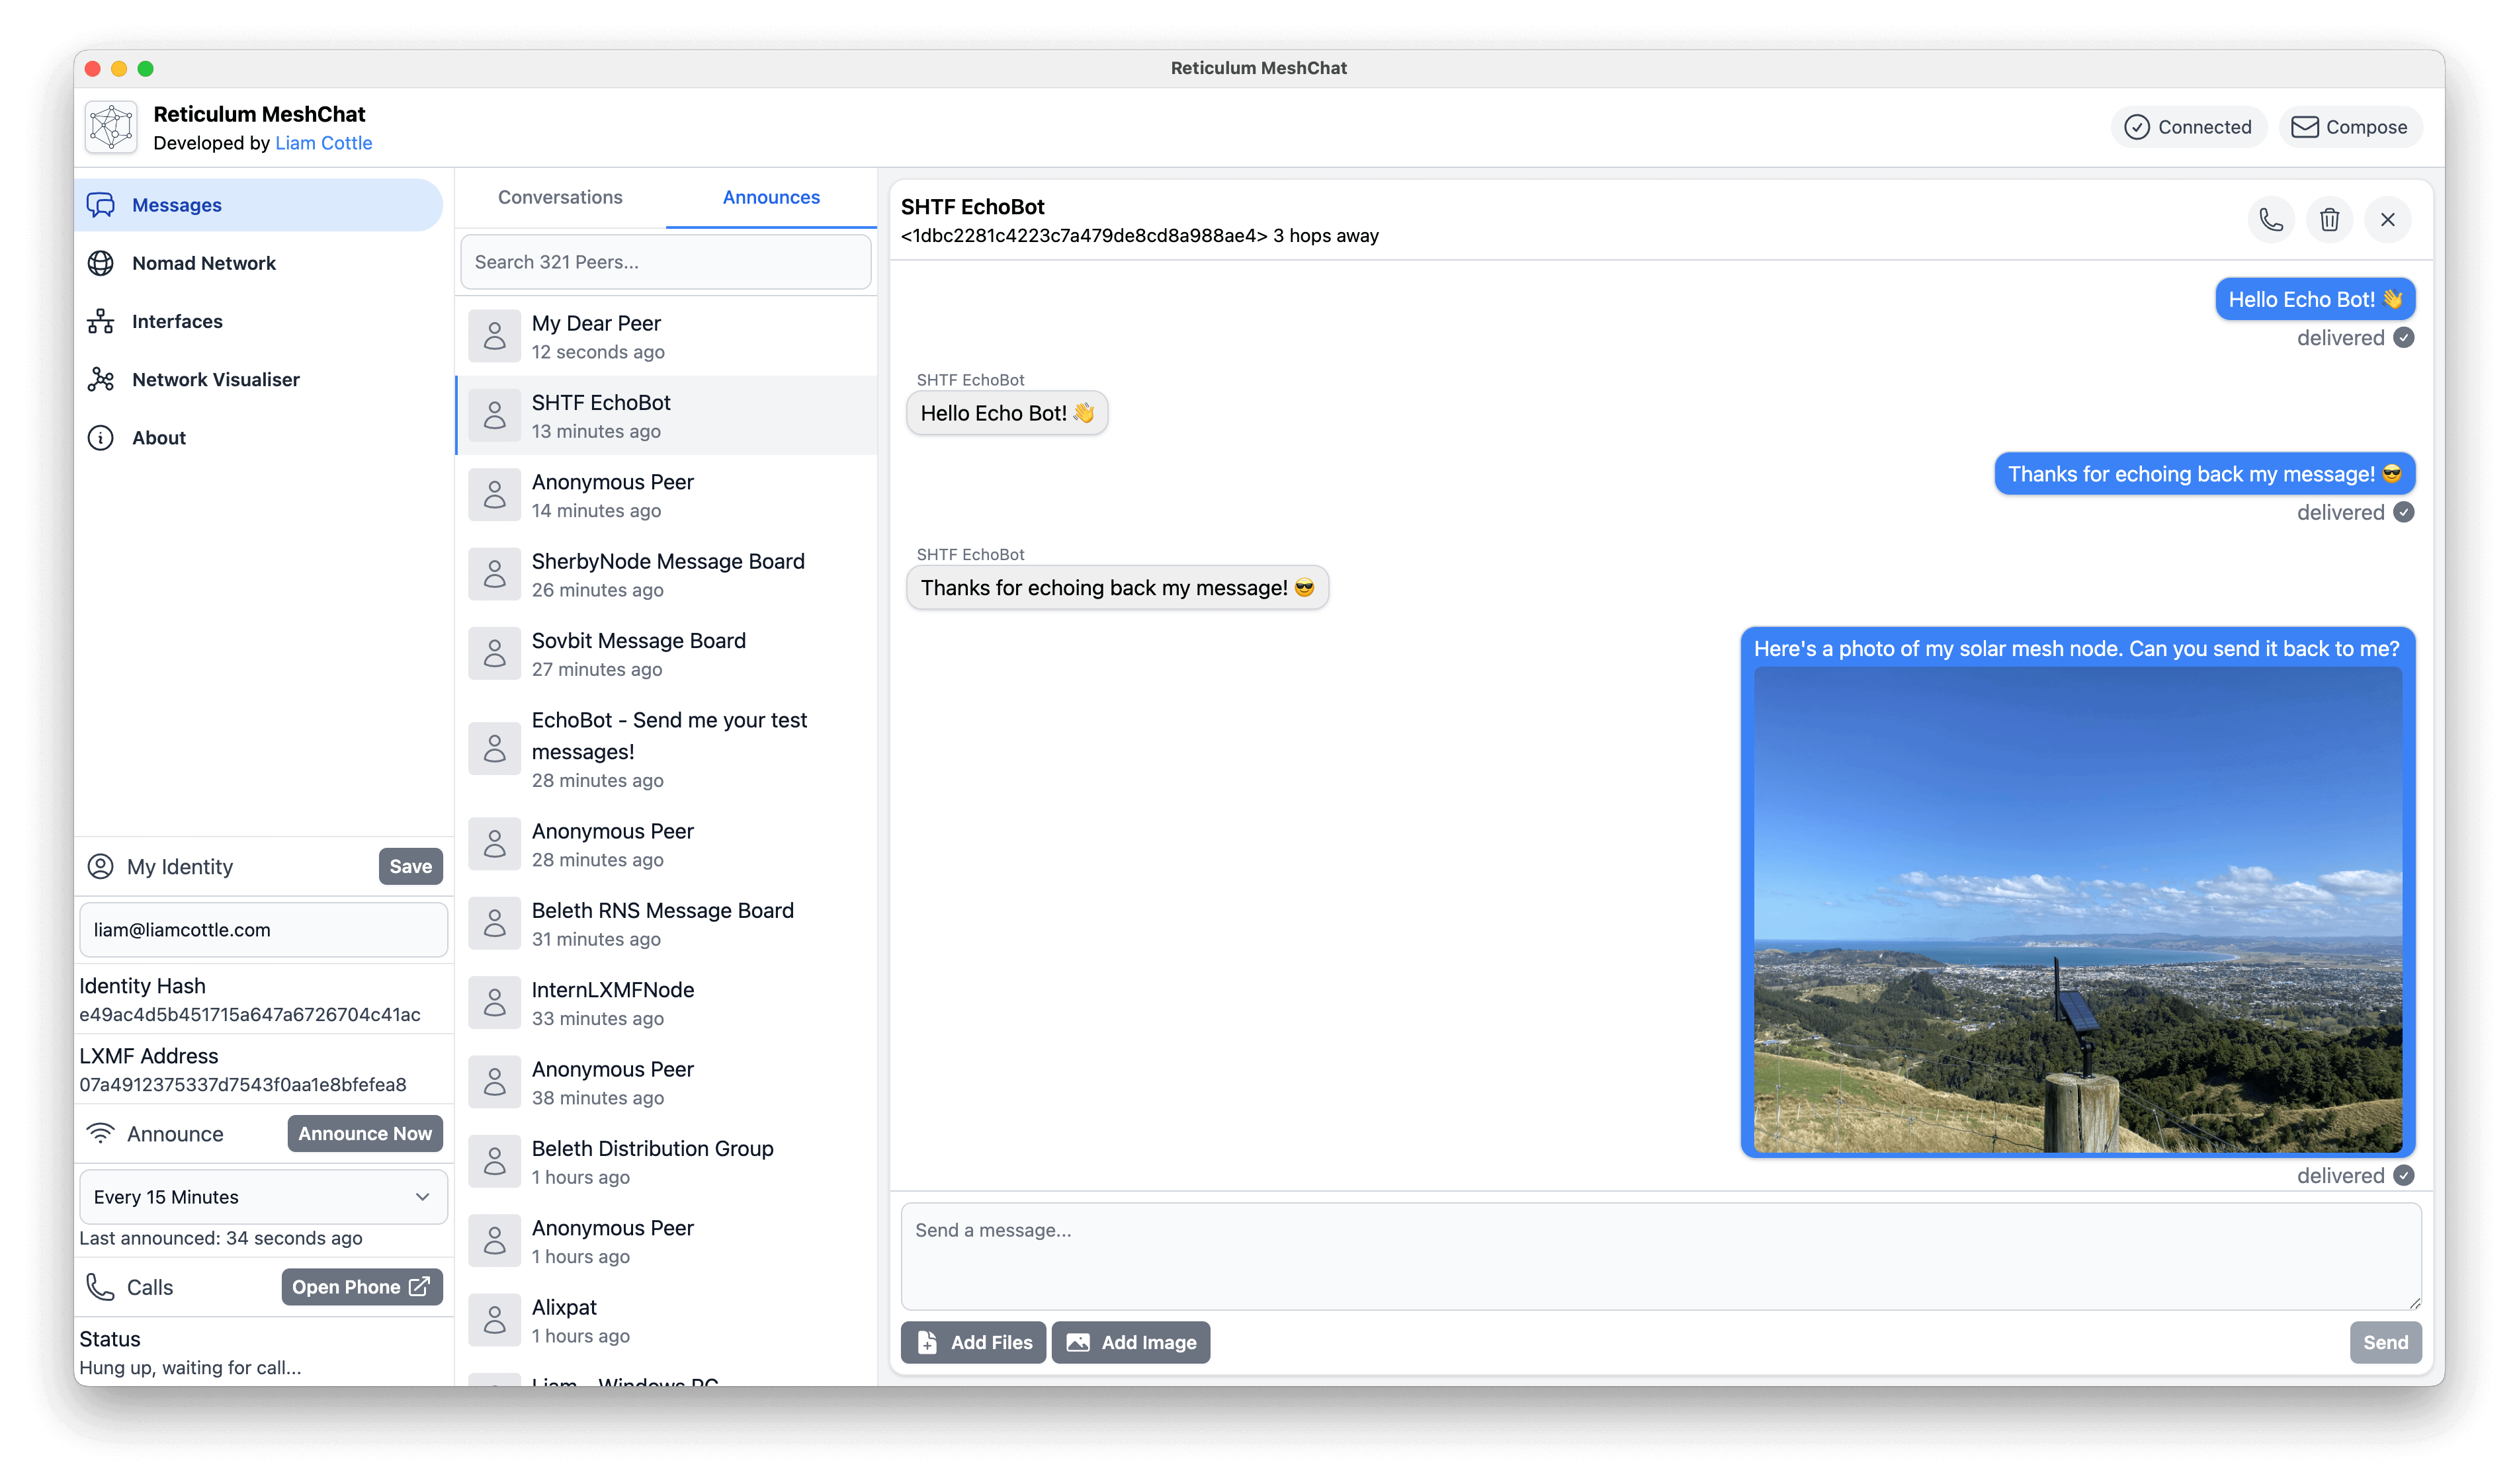 Reticulum MeshChat
Reticulum MeshChat
Developed by Liam Cottle
Connected
Compose
Messages
Nomad Network
Interfaces
Network Visualiser
About
My Identity
Save
liam@liamcottle.com
Identity Hash
e49ac4d5b451715a647a6726704c41ac
LXMF Address
07a4912375337d7543f0aa1e8bfefea8
Announce
Announce Now
Every 15 Minutes
Last announced: 34 seconds ago
Calls
Open Phone
Status
Hung up, waiting for call...
Conversations
Announces
Search 321 Peers...
My Dear Peer
12 seconds ago
SHTF EchoBot
13 minutes ago
Anonymous Peer
14 minutes ago
SherbyNode Message Board
26 minutes ago
Sovbit Message Board
27 minutes ago
EchoBot - Send me your test
messages!
28 minutes ago
Anonymous Peer
28 minutes ago
Beleth RNS Message Board
31 minutes ago
InternLXMFNode
33 minutes ago
Anonymous Peer
38 minutes ago
Beleth Distribution Group
1 hours ago
Anonymous Peer
1 hours ago
Alixpat
1 hours ago
SHTF EchoBot
<1dbc2281c4223c7a479de8cd8a988ae4> 3 hops away
Hello Echo Bot! 👋
delivered
SHTF EchoBot
Hello Echo Bot! 👋
Thanks for echoing back my message! 😎
delivered
SHTF EchoBot
Thanks for echoing back my message! 😎
Here's a photo of my solar mesh node. Can you send it back to me?
delivered
Send a message...
Add Files
Add Image
Send